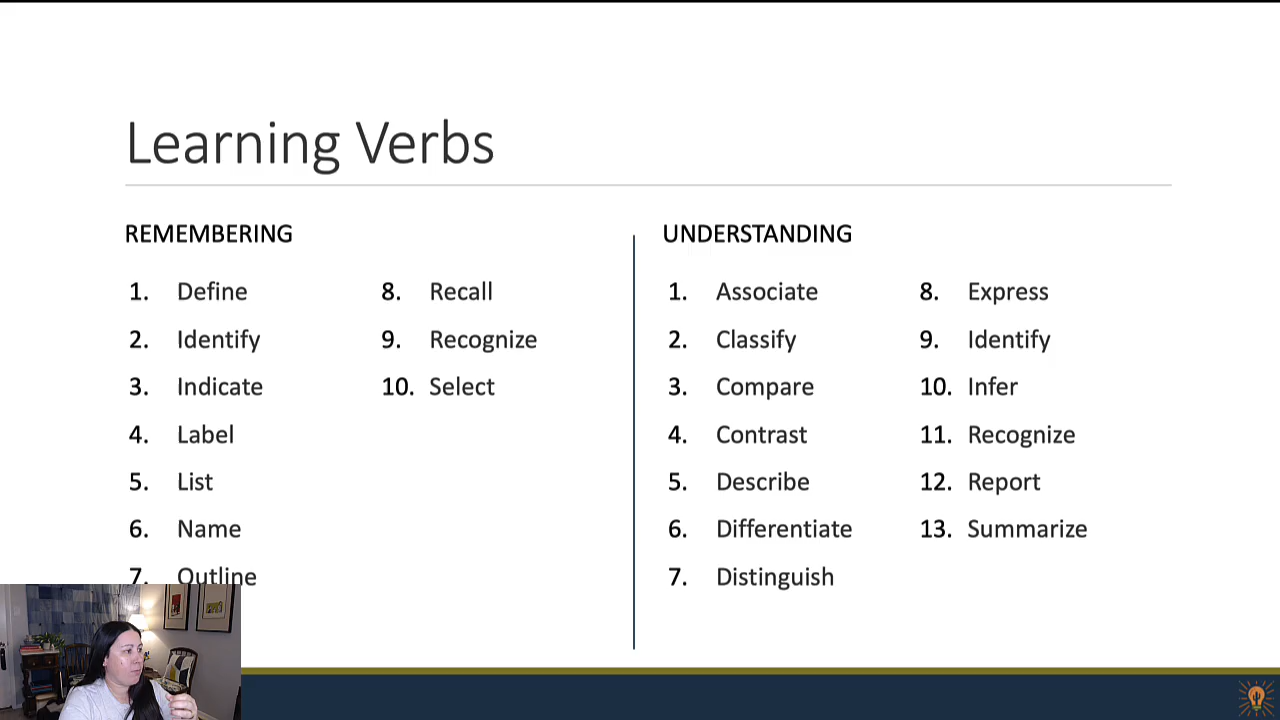 Learning Verbs
REMEMBERING
1. Define
2. Identify
3. Indicate
4. Label
5. List
6. Name
7. Outline
8. Recall
9. Recognize
10. Select
UNDERSTANDING
1. Associate
2. Classify
3. Compare
4. Contrast
5. Describe
6. Differentiate
7. Distinguish
8. Express
9. Identify
10. Infer
11. Recognize
12. Report
13. Summarize